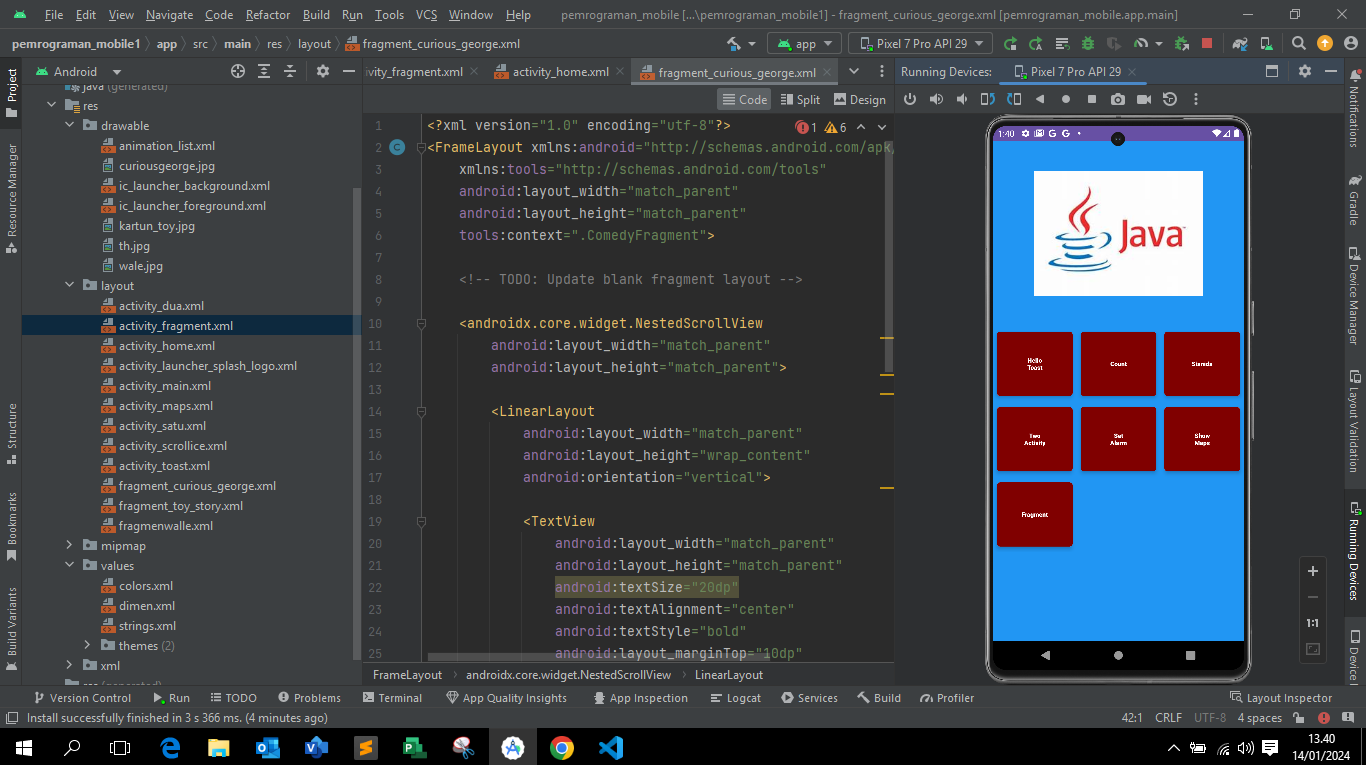 File Edit View Navigate Code Refactor Build Run Tools VCS Window Help pemrograman_mobile [...\pemrograman_mobile1] - fragment_curious_george.xml [pemrograman_mobile.app.main]
pemrograman_mobile1 app src main res layout fragment_curious_george.xml app Pixel 7 Pro API 29
Project
Resource Manager
Structure
Bookmarks
Build Variants
Android
java (generated)
res
drawable
animation_list.xml
curiousgeorge.jpg
ic_launcher_background.xml
ic_launcher_foreground.xml
kartun_toy.jpg
th.jpg
wale.jpg
layout
activity_dua.xml
activity_fragment.xml
activity_home.xml
activity_launcher_splash_logo.xml
activity_main.xml
activity_maps.xml
activity_satu.xml
activity_scrollice.xml
activity_toast.xml
fragment_curious_george.xml
fragment_toy_story.xml
fragmenwalle.xml
mipmap
values
colors.xml
dimen.xml
strings.xml
themes (2)
xml
ivity_fragment.xml activity_home.xml fragment_curious_george.xml
Code Split Design
1 6
1 <?xml version="1.0" encoding="utf-8"?>
2 <FrameLayout xmlns:android="http://schemas.android.com/apk/
3 xmlns:tools="http://schemas.android.com/tools"
4 android:layout_width="match_parent"
5 android:layout_height="match_parent"
6 tools:context=".ComedyFragment">
7
8 <!-- TODO: Update blank fragment layout -->
9
10 <androidx.core.widget.NestedScrollView
11 android:layout_width="match_parent"
12 android:layout_height="match_parent">
13
14 <LinearLayout
15 android:layout_width="match_parent"
16 android:layout_height="wrap_content"
17 android:orientation="vertical">
18
19 <TextView
20 android:layout_width="match_parent"
21 android:layout_height="match_parent"
22 android:textSize="20dp"
23 android:textAlignment="center"
24 android:textStyle="bold"
25 android:layout_marginTop="10dp"
FrameLayout androidx.core.widget.NestedScrollView LinearLayout
Running Devices: Pixel 7 Pro API 29
1:40
Java
Hello
Toast
Count
Siamida
Two
Activity
Set
Alarm
Show
Maps
Fragment
1:1
Notifications
Gradle
Device Manager
Layout Validation
Running Devices
Version Control Run TODO Problems Terminal App Quality Insights App Inspection Logcat Services Build Profiler Layout Inspector
Install successfully finished in 3 s 366 ms. (4 minutes ago) 42:1 CRLF UTF-8 4 spaces
13.40
14/01/2024